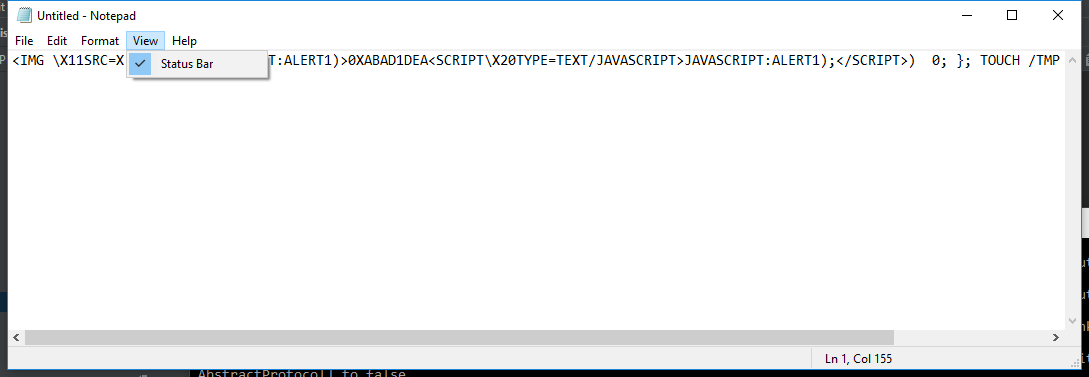 Untitled - Notepad
File Edit Format View Help
<IMG \X11SRC=X T:ALERT1)>0XABAD1DEA<SCRIPT\X20TYPE=TEXT/JAVASCRIPT>JAVASCRIPT:ALERT1);</SCRIPT>) 0; }; TOUCH /TMP
Status Bar
Ln 1, Col 155
AbstractProtocol] to false